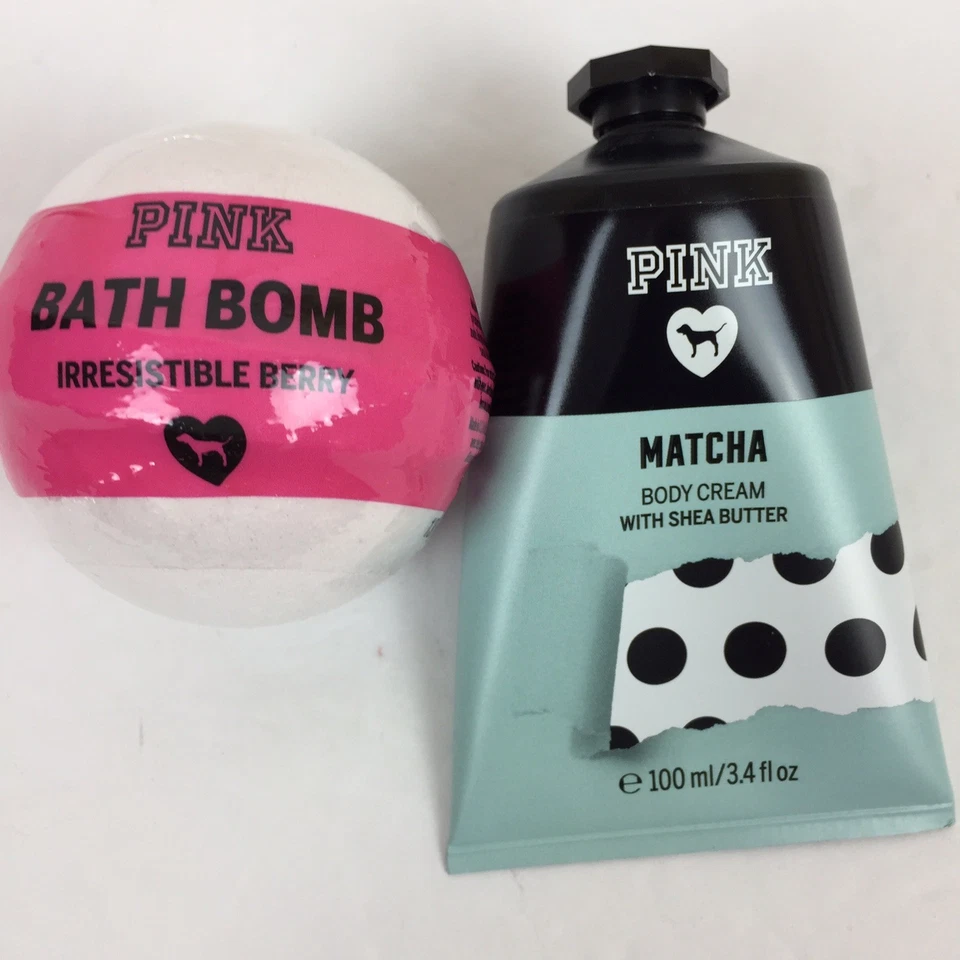 PINK
BATH BOMB
IRRESISTIBLE BERRY
PINK
MATCHA
BODY CREAM
WITH SHEA BUTTER
℮ 100 ml/3.4 fl oz